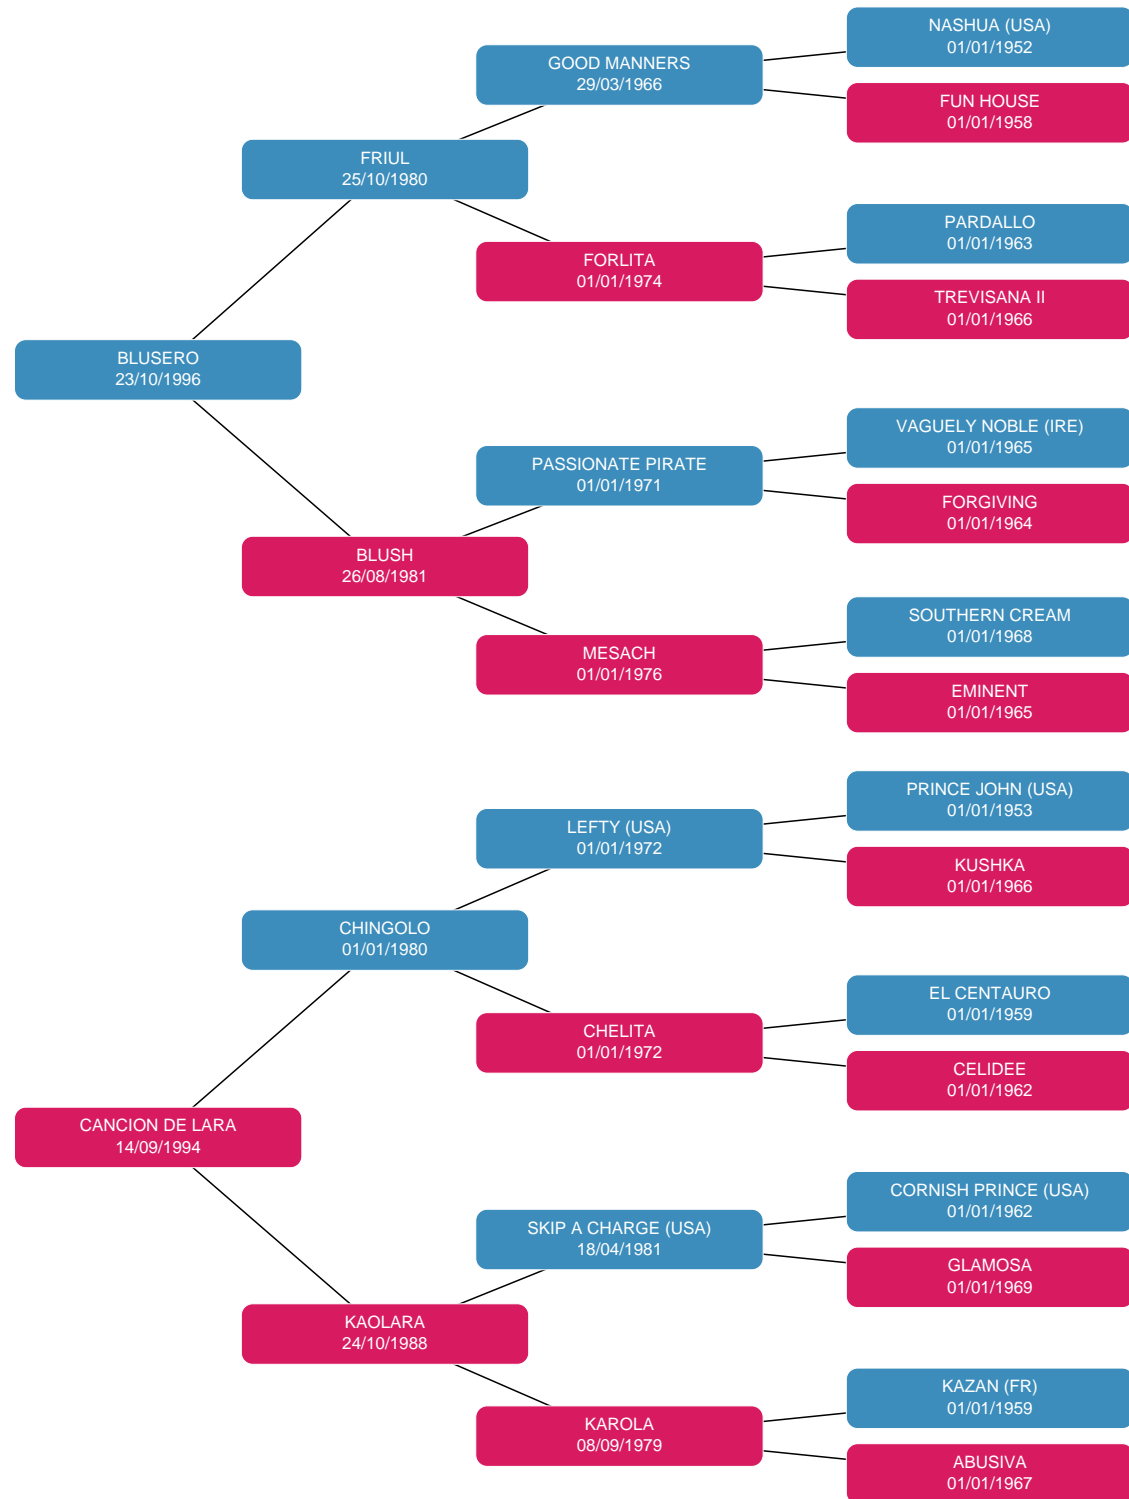 NASHUA (USA)
01/01/1952
GOOD MANNERS
29/03/1966
FUN HOUSE
01/01/1958
FRIUL
25/10/1980
PARDALLO
01/01/1963
FORLITA
01/01/1974
TREVISANA II
01/01/1966
BLUSERO
23/10/1996
VAGUELY NOBLE (IRE)
01/01/1965
PASSIONATE PIRATE
01/01/1971
FORGIVING
01/01/1964
BLUSH
26/08/1981
SOUTHERN CREAM
01/01/1968
MESACH
01/01/1976
EMINENT
01/01/1965
PRINCE JOHN (USA)
01/01/1953
LEFTY (USA)
01/01/1972
KUSHKA
01/01/1966
CHINGOLO
01/01/1980
EL CENTAURO
01/01/1959
CHELITA
01/01/1972
CELIDEE
01/01/1962
CANCION DE LARA
14/09/1994
CORNISH PRINCE (USA)
01/01/1962
SKIP A CHARGE (USA)
18/04/1981
GLAMOSA
01/01/1969
KAOLARA
24/10/1988
KAZAN (FR)
01/01/1959
KAROLA
08/09/1979
ABUSIVA
01/01/1967